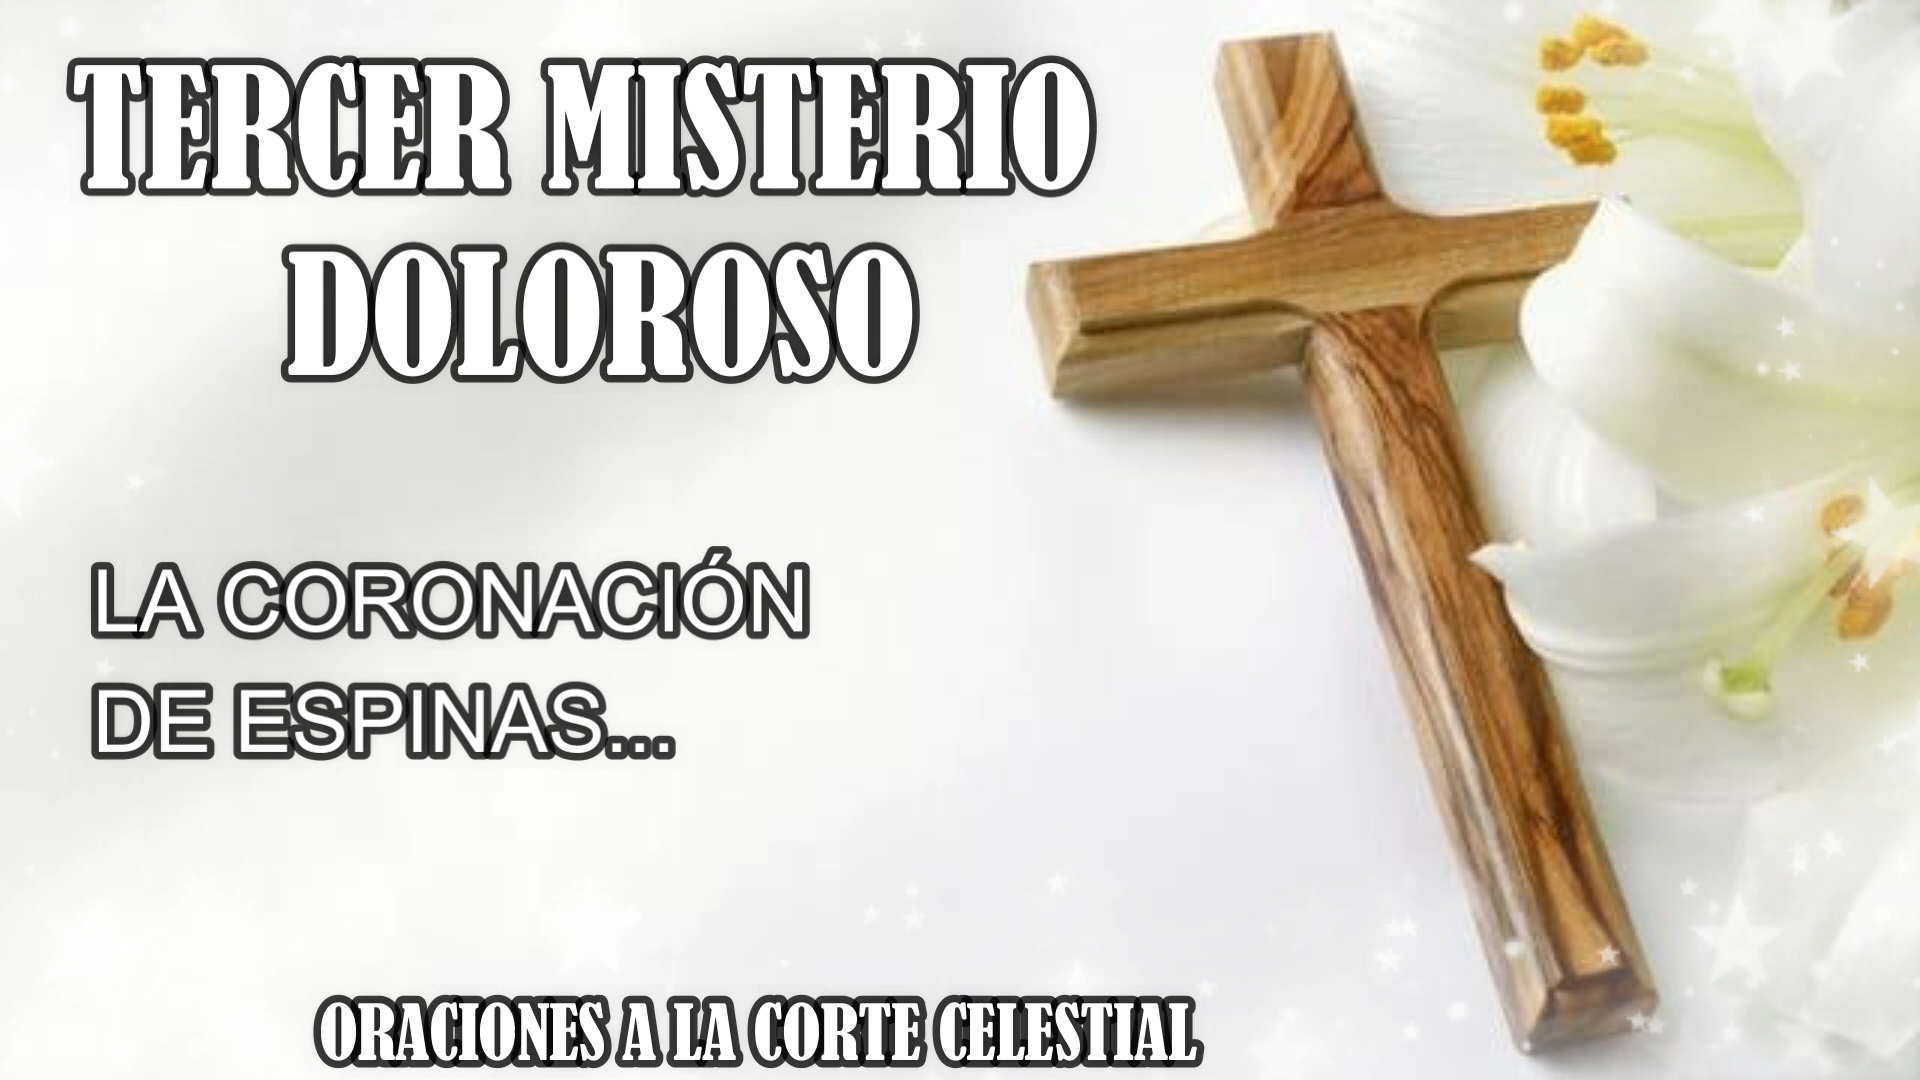 TERCER MISTERIO
DOLOROSO
LA CORONACIÓN
DE ESPINAS...
ORACIONES A LA CORTE CELESTIAL